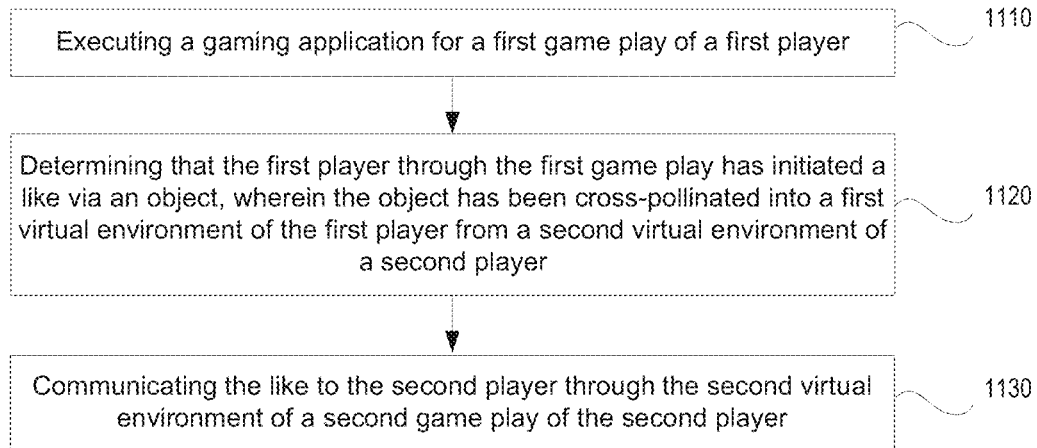 1110
Executing a gaming application for a first game play of a first player
Determining that the first player through the first game play has initiated a
like via an object, wherein the object has been cross-pollinated into a first
virtual environment of the first player from a second virtual environment of
a second player
1120
Communicating the like to the second player through the second virtual
environment of a second game play of the second player
1130